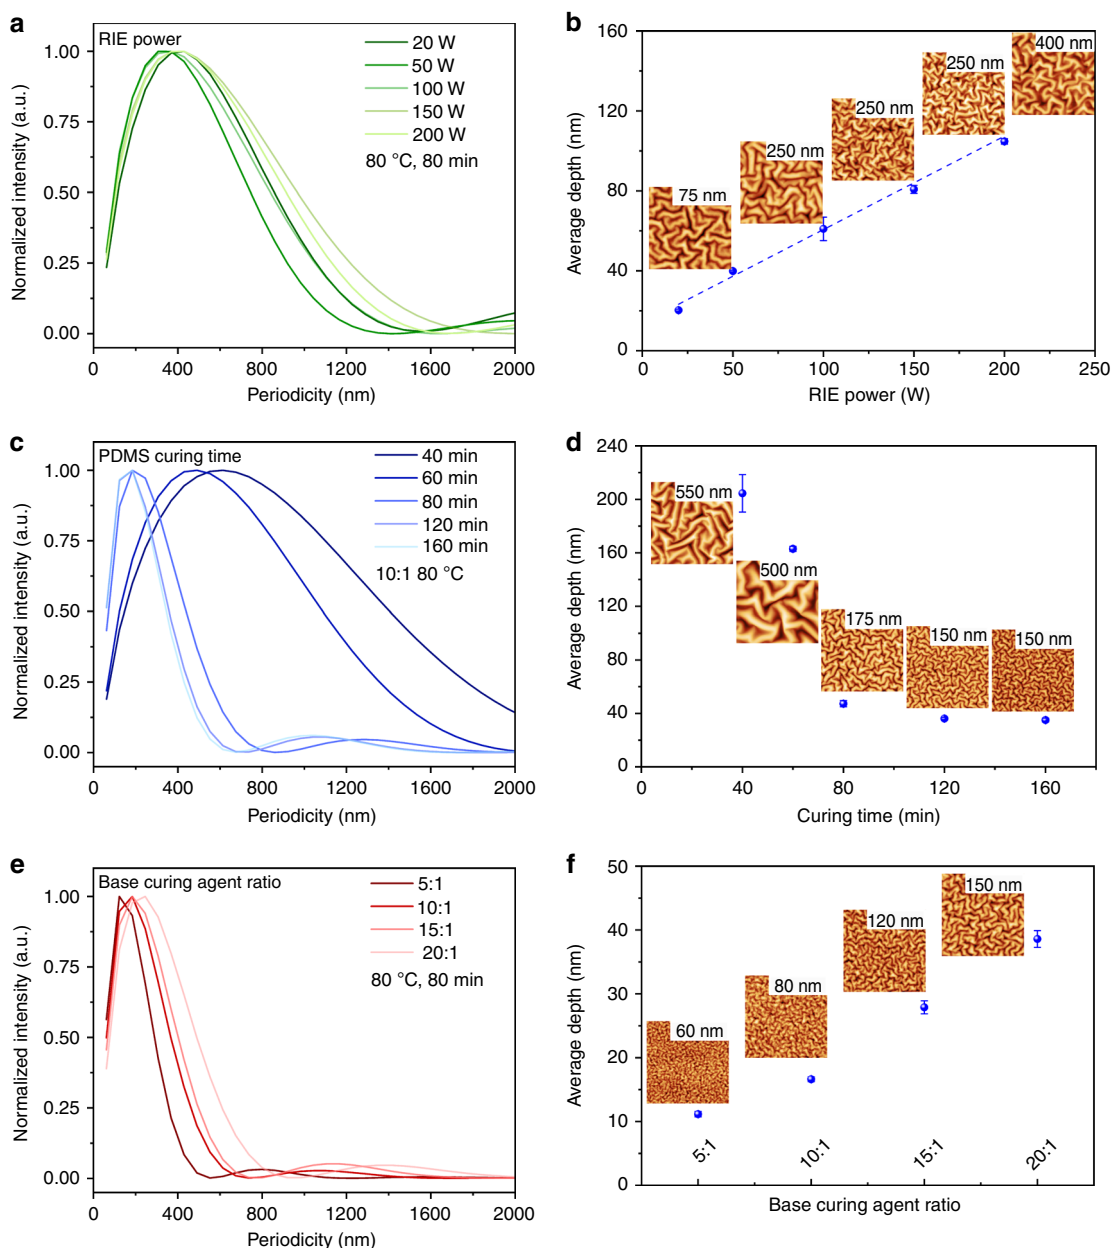 a
RIE power
20 W
50 W
100 W
150 W
200 W
80 °C, 80 min
1.00
0.75
0.50
0.25
0.00
Normalized intensity (a.u.)
0 400 800 1200 1600 2000
Periodicity (nm)
b
160
120
80
40
0
Average depth (nm)
75 nm
250 nm
250 nm
250 nm
400 nm
0 50 100 150 200 250
RIE power (W)
c
PDMS curing time
40 min
60 min
80 min
120 min
160 min
10:1 80 °C
1.00
0.75
0.50
0.25
0.00
Normalized intensity (a.u.)
0 400 800 1200 1600 2000
Periodicity (nm)
d
240
200
160
120
80
40
0
Average depth (nm)
550 nm
500 nm
175 nm
150 nm
150 nm
0 40 80 120 160
Curing time (min)
e
Base curing agent ratio
5:1
10:1
15:1
20:1
80 °C, 80 min
1.00
0.75
0.50
0.25
0.00
Normalized intensity (a.u.)
0 400 800 1200 1600 2000
Periodicity (nm)
f
50
40
30
20
10
0
Average depth (nm)
60 nm
80 nm
120 nm
150 nm
5:1 10:1 15:1 20:1
Base curing agent ratio